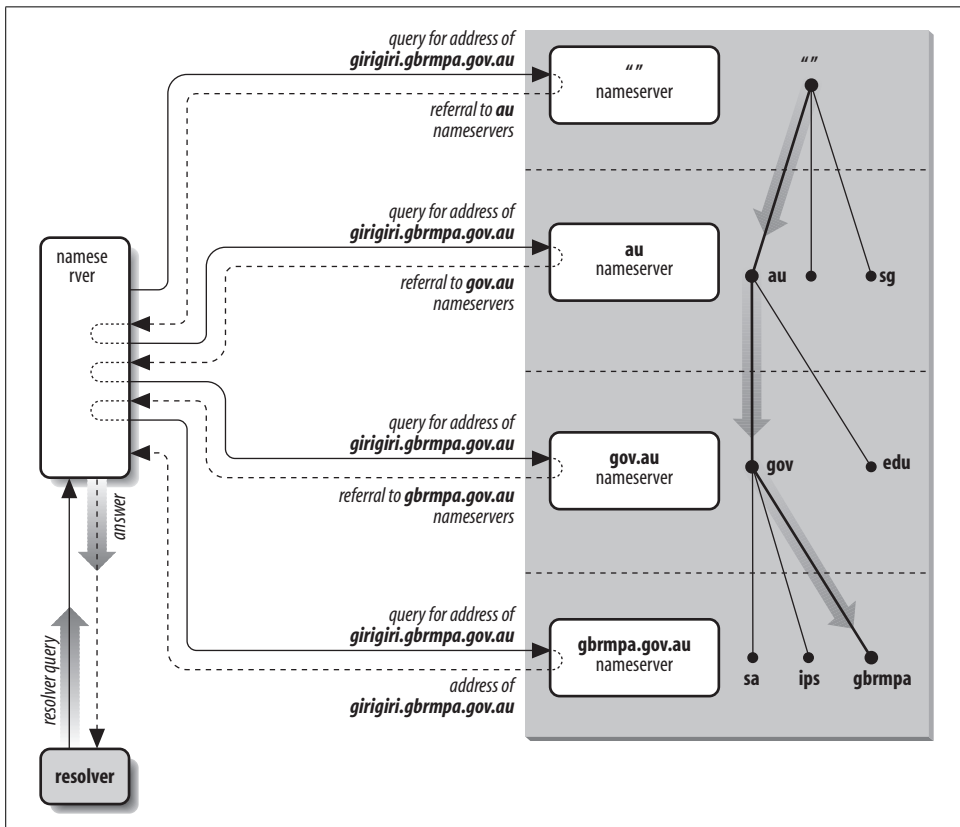 query for address of
girigiri.gbrmpa.gov.au
“”
nameserver
“”
referral to au
nameservers
query for address of
girigiri.gbrmpa.gov.au
au
nameserver
referral to gov.au
nameservers
au
sg
namese
rver
query for address of
girigiri.gbrmpa.gov.au
gov.au
nameserver
referral to gbrmpa.gov.au
nameservers
gov
edu
answer
query for address of
girigiri.gbrmpa.gov.au
gbrmpa.gov.au
nameserver
address of
girigiri.gbrmpa.gov.au
sa
ips
gbrmpa
resolver query
resolver